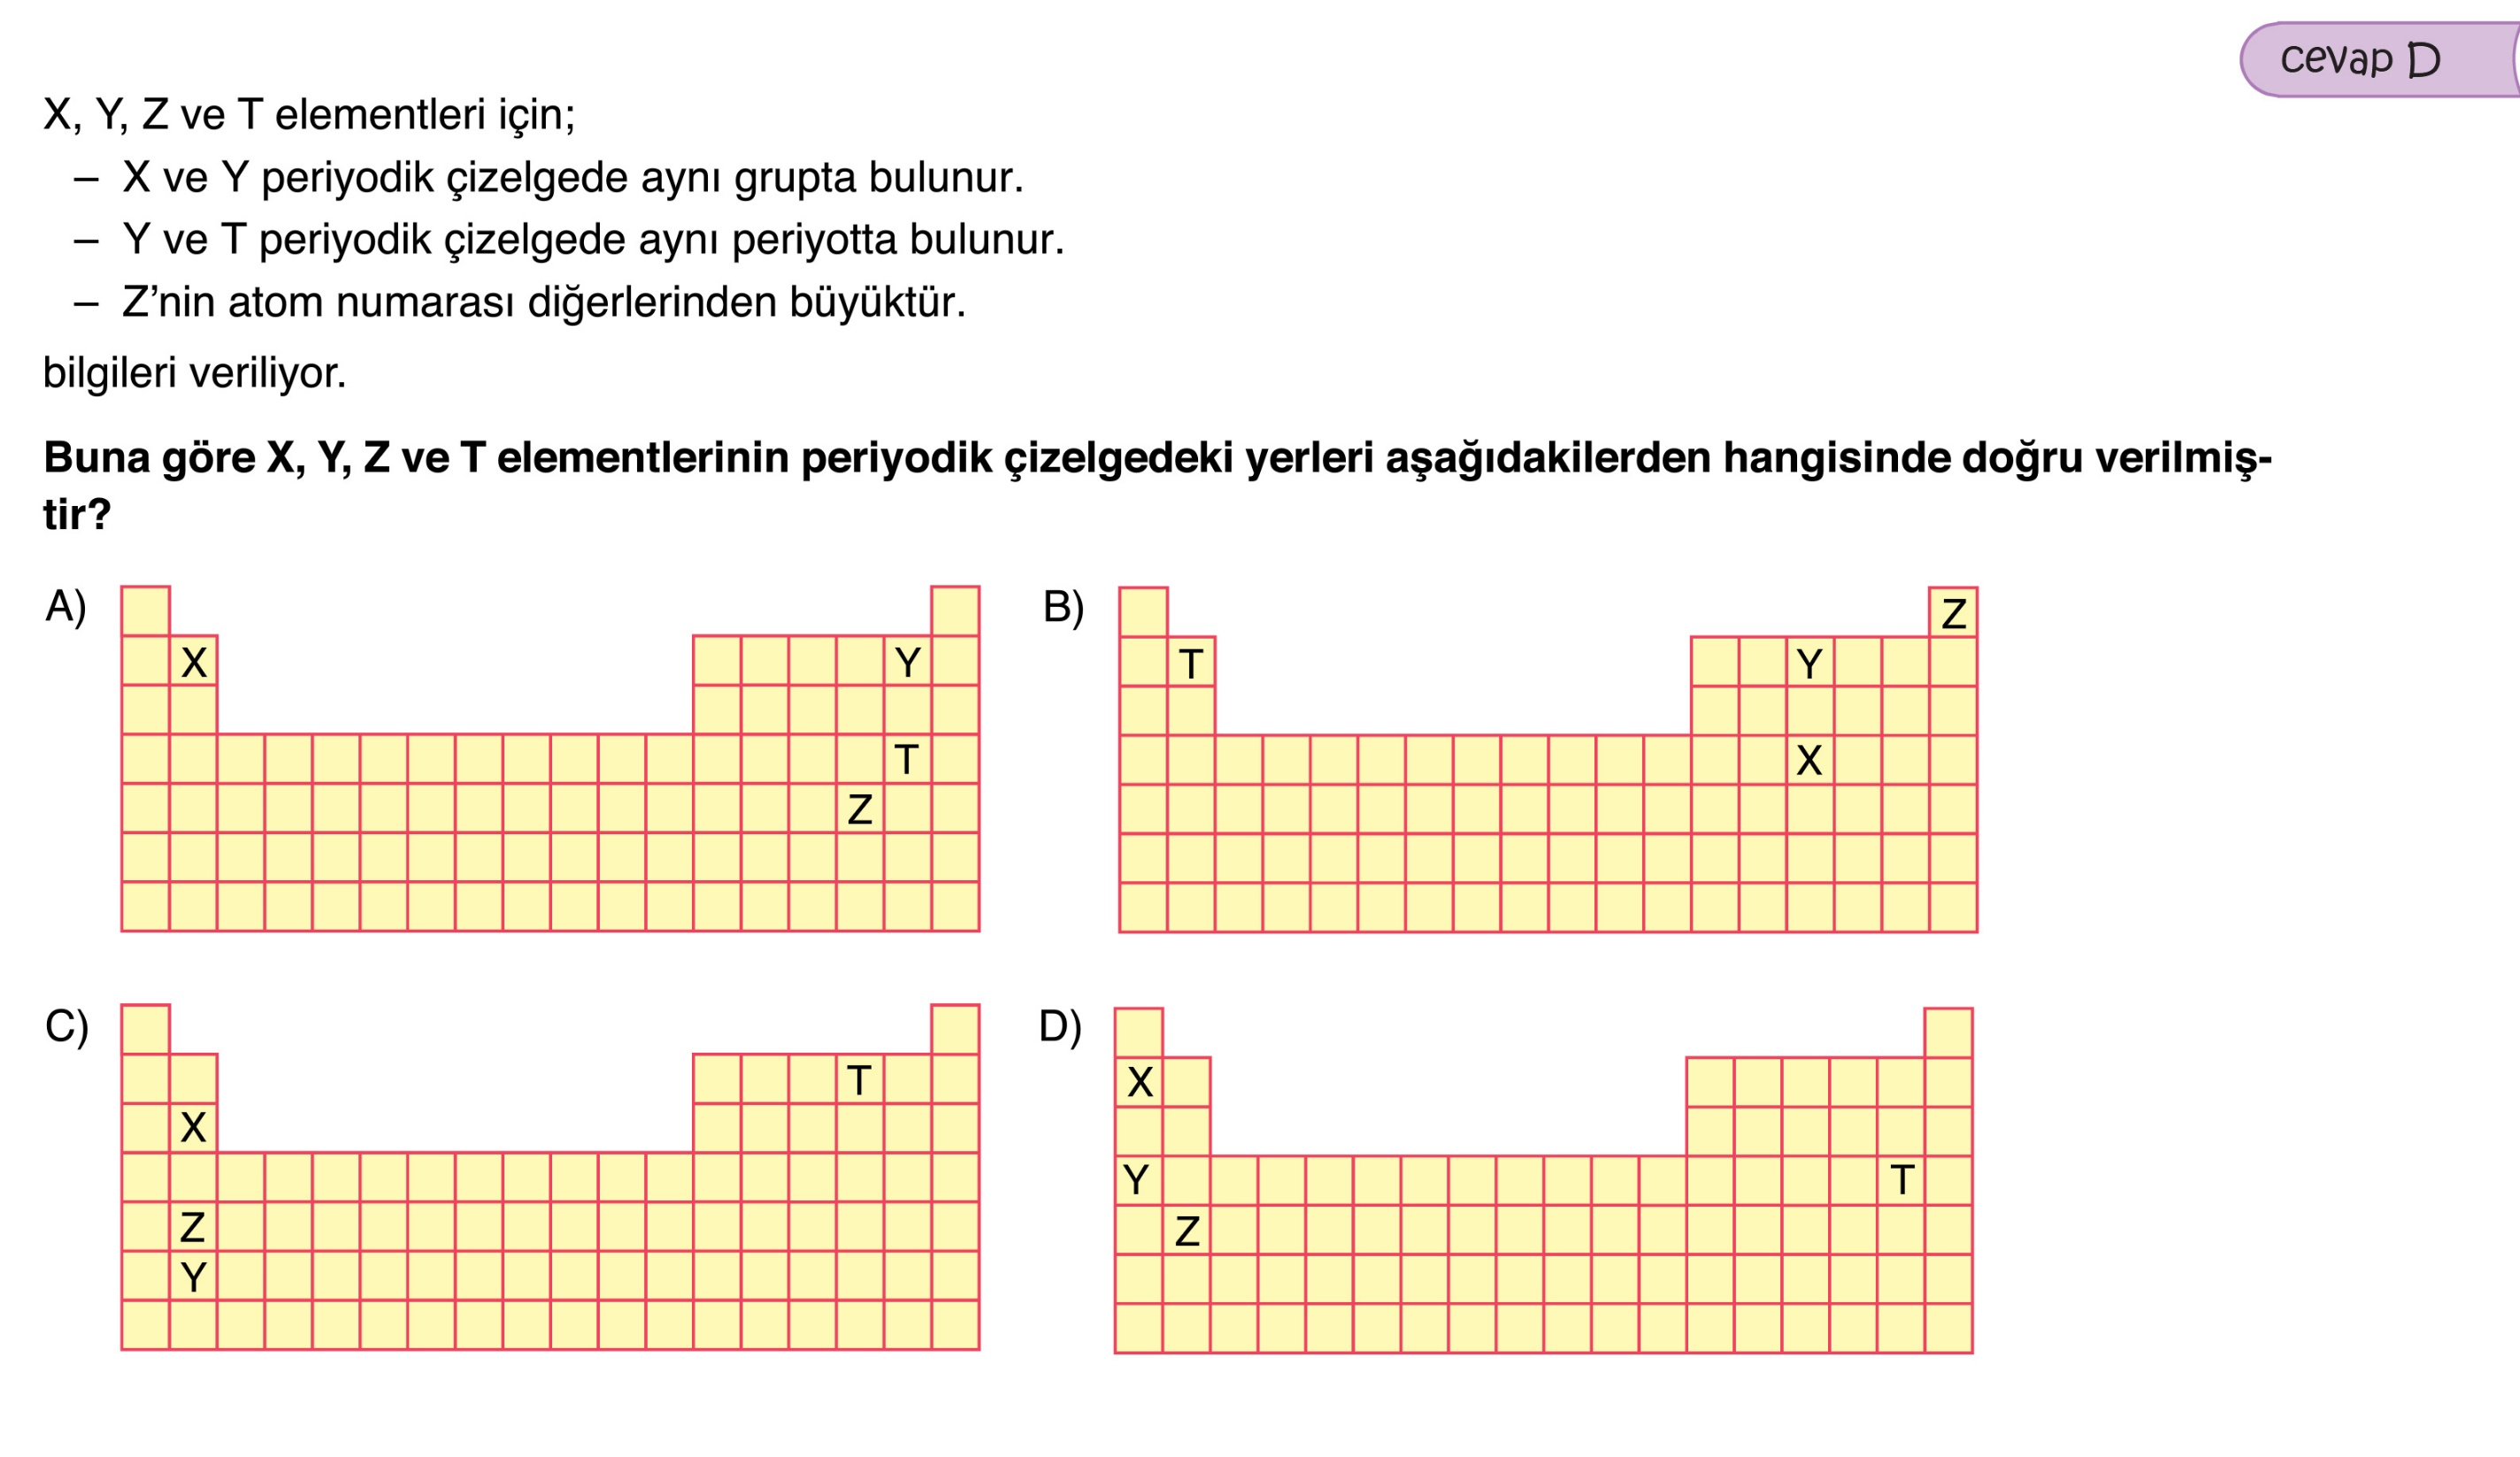 cevap D
X, Y, Z ve T elementleri için;
– X ve Y periyodik çizelgede aynı grupta bulunur.
– Y ve T periyodik çizelgede aynı periyotta bulunur.
– Z’nin atom numarası diğerlerinden büyüktür.
bilgileri veriliyor.
Buna göre X, Y, Z ve T elementlerinin periyodik çizelgedeki yerleri aşağıdakilerden hangisinde doğru verilmiş-
tir?
A)
X Y
T
Z
B)
Z
T Y
X
C)
T
X
Z
Y
D)
X
Y T
Z